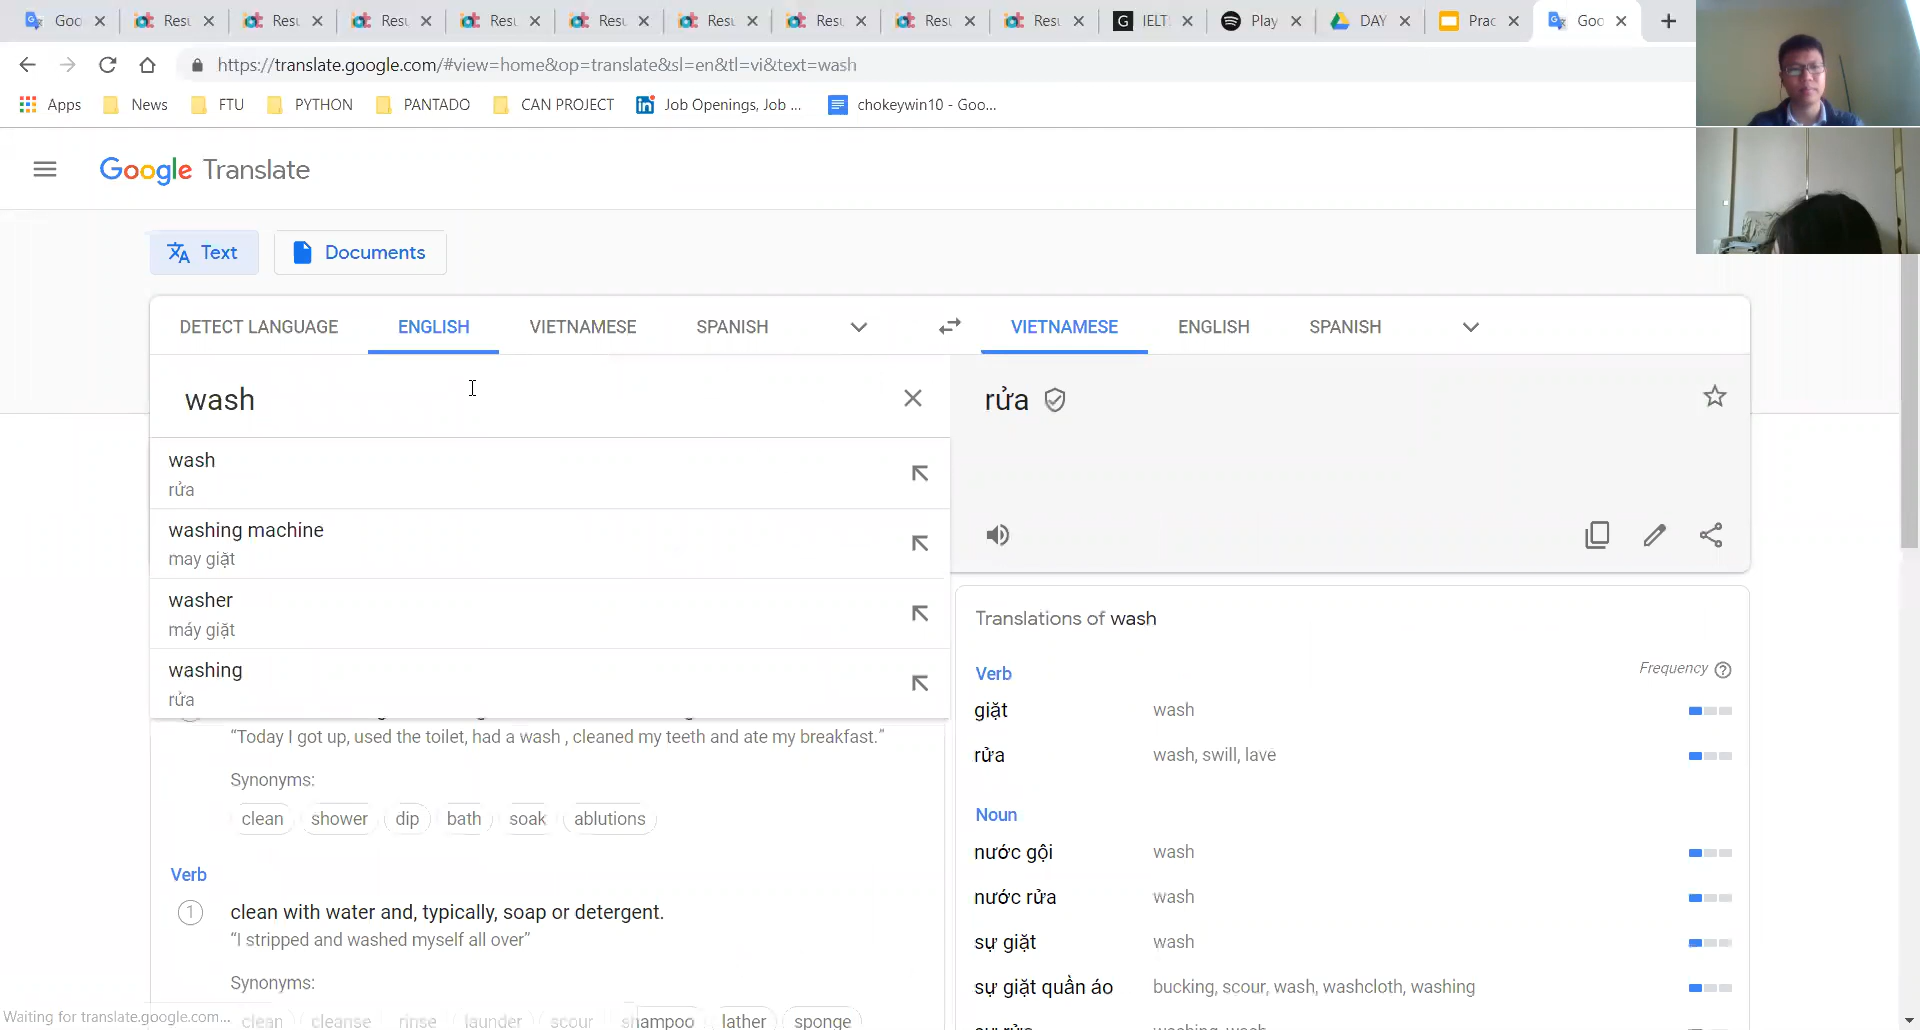 Goo Resu Resu Resu Resu Resu Resu Resu Resu Resu IELT Play DAY Prac Goo
https://translate.google.com/#view=home&op=translate&sl=en&tl=vi&text=wash
Apps News FTU PYTHON PANTADO CAN PROJECT Job Openings, Job ... chokeywin10 - Goo...
Google Translate
Text Documents
DETECT LANGUAGE ENGLISH VIETNAMESE SPANISH VIETNAMESE ENGLISH SPANISH
wash rửa
wash
rửa
washing machine
may giặt
washer
máy giặt
washing
rửa
“Today I got up, used the toilet, had a wash , cleaned my teeth and ate my breakfast.”
Synonyms:
clean shower dip bath soak ablutions
Verb
1 clean with water and, typically, soap or detergent.
“I stripped and washed myself all over”
Synonyms:
clean cleanse rinse launder scour shampoo lather sponge
Translations of wash
Verb Frequency
giặt wash
rửa wash, swill, lave
Noun
nước gội wash
nước rửa wash
sự giặt wash
sự giặt quần áo bucking, scour, wash, washcloth, washing
sự rửa washing, wash
Waiting for translate.google.com...